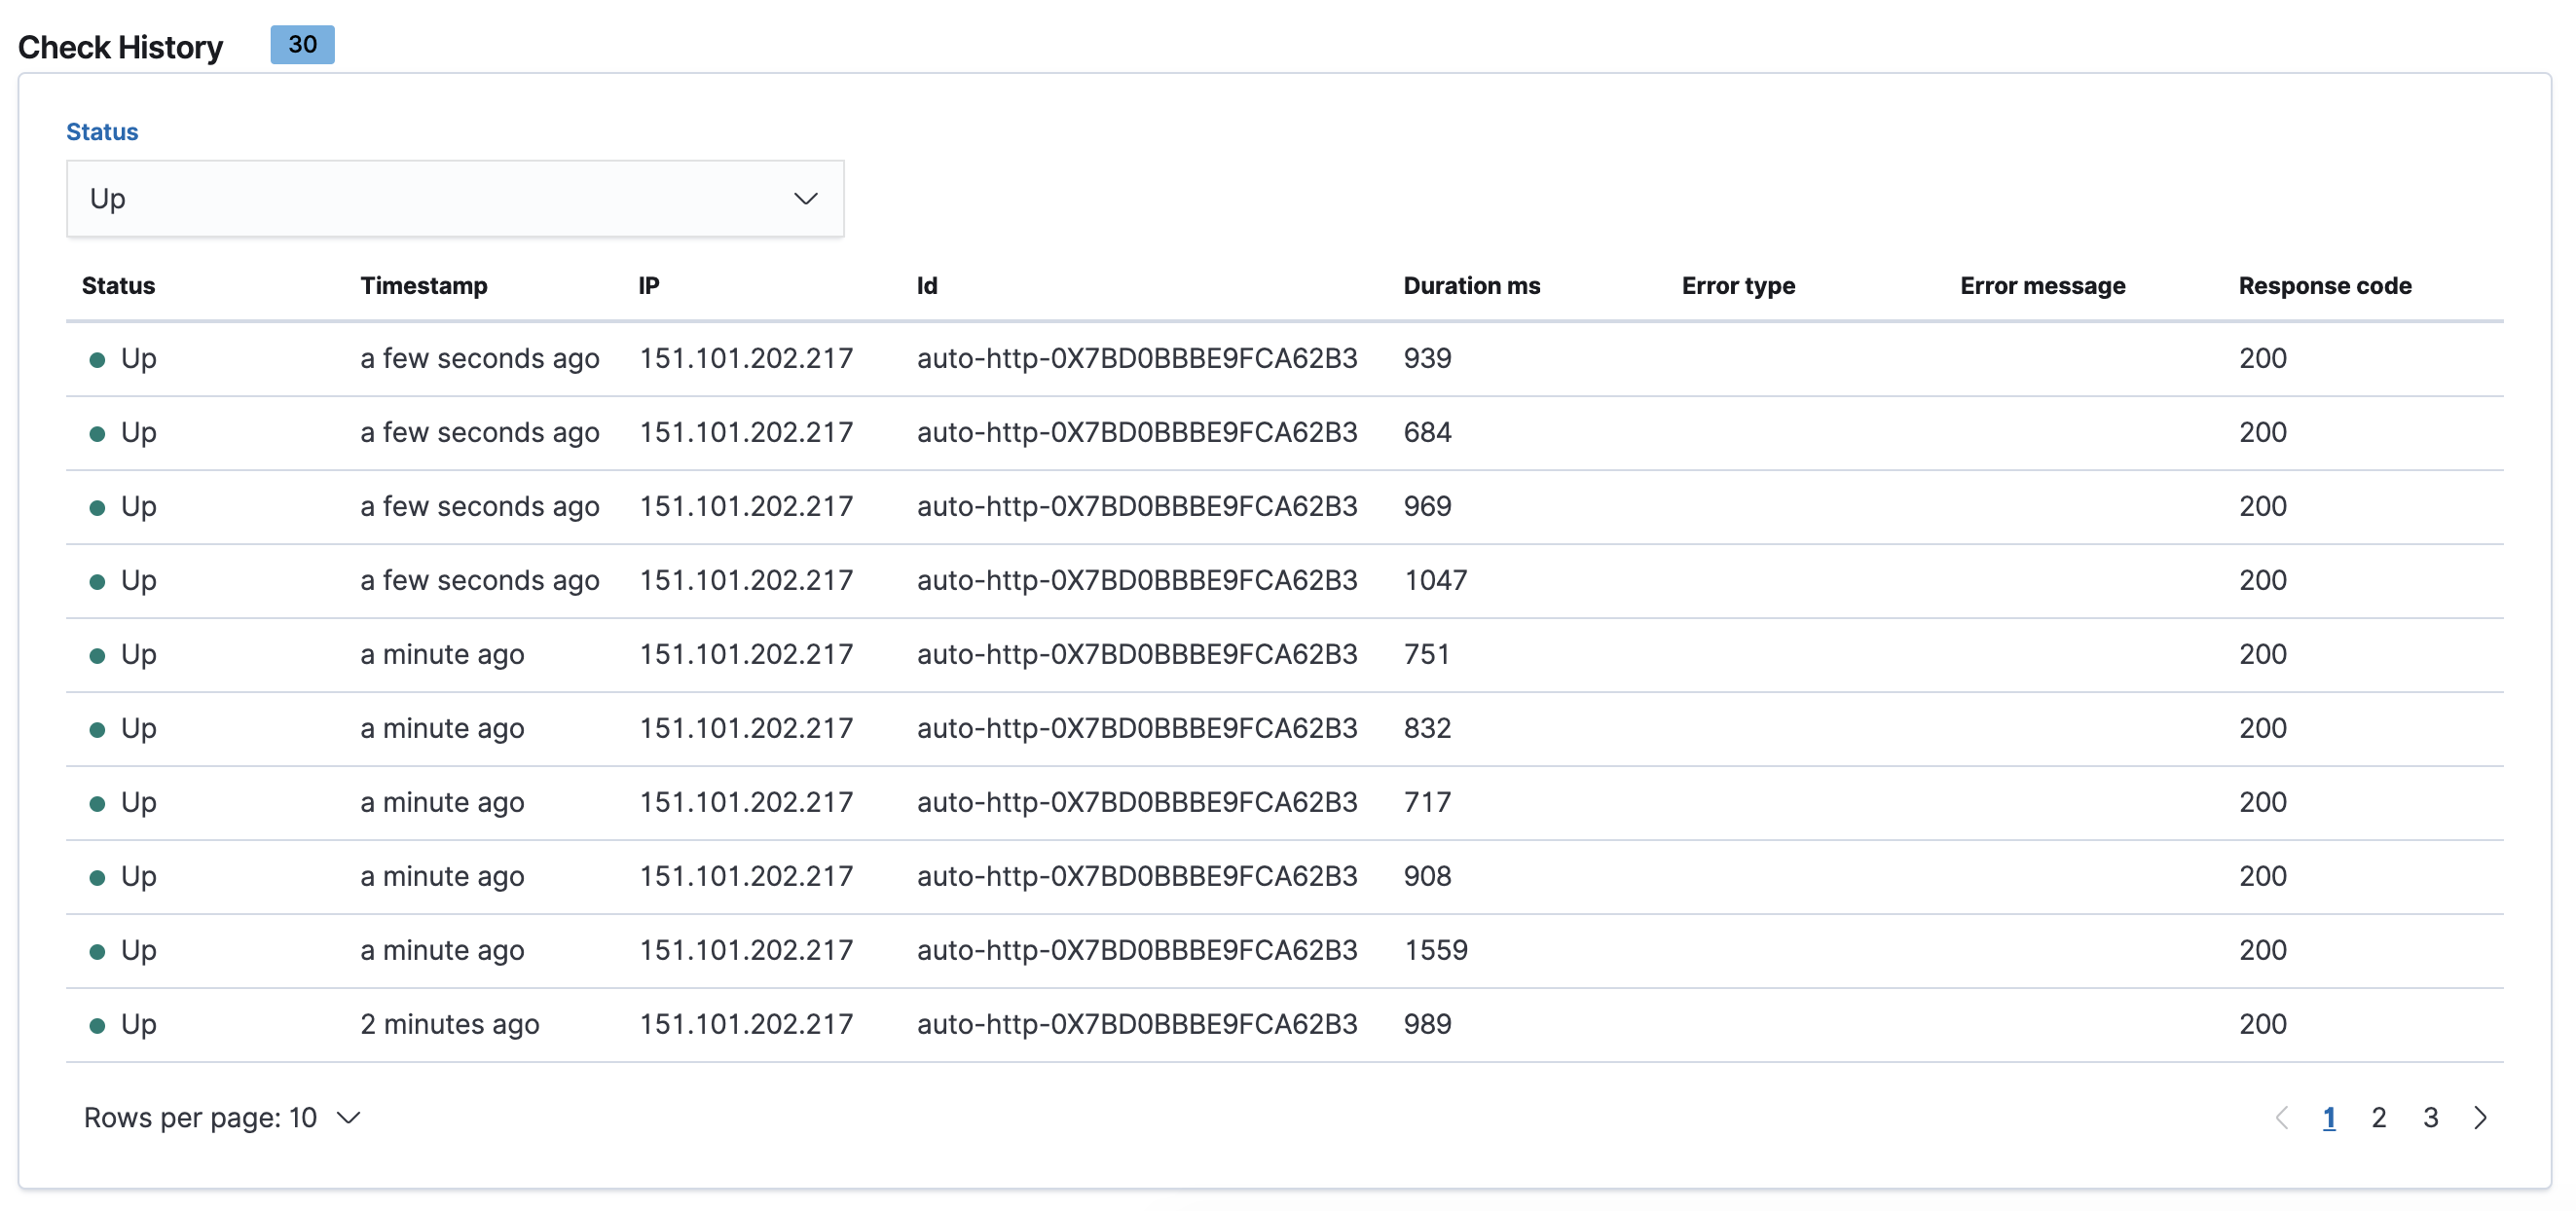 Check History 30
Status
Up
Status Timestamp IP Id Duration ms Error type Error message Response code
Up a few seconds ago 151.101.202.217 auto-http-0X7BD0BBBE9FCA62B3 939 200
Up a few seconds ago 151.101.202.217 auto-http-0X7BD0BBBE9FCA62B3 684 200
Up a few seconds ago 151.101.202.217 auto-http-0X7BD0BBBE9FCA62B3 969 200
Up a few seconds ago 151.101.202.217 auto-http-0X7BD0BBBE9FCA62B3 1047 200
Up a minute ago 151.101.202.217 auto-http-0X7BD0BBBE9FCA62B3 751 200
Up a minute ago 151.101.202.217 auto-http-0X7BD0BBBE9FCA62B3 832 200
Up a minute ago 151.101.202.217 auto-http-0X7BD0BBBE9FCA62B3 717 200
Up a minute ago 151.101.202.217 auto-http-0X7BD0BBBE9FCA62B3 908 200
Up a minute ago 151.101.202.217 auto-http-0X7BD0BBBE9FCA62B3 1559 200
Up 2 minutes ago 151.101.202.217 auto-http-0X7BD0BBBE9FCA62B3 989 200
Rows per page: 10 1 2 3